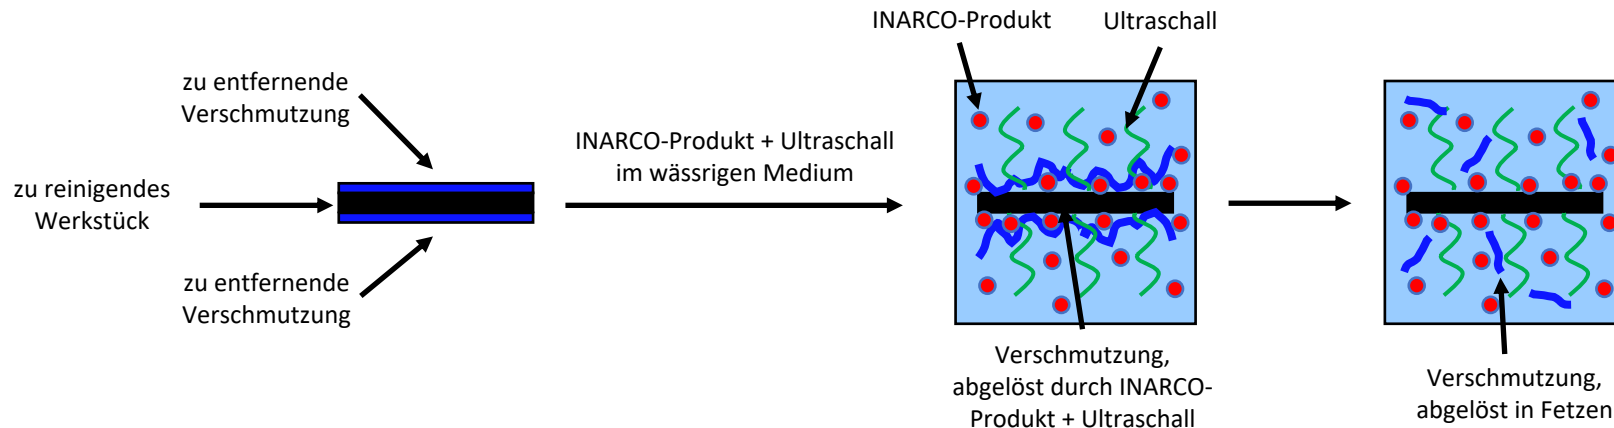 zu entfernende
Verschmutzung
zu reinigendes
Werkstück
zu entfernende
Verschmutzung
INARCO-Produkt + Ultraschall
im wässrigen Medium
INARCO-Produkt
Ultraschall
Verschmutzung,
abgelöst durch INARCO-
Produkt + Ultraschall
Verschmutzung,
abgelöst in Fetzen